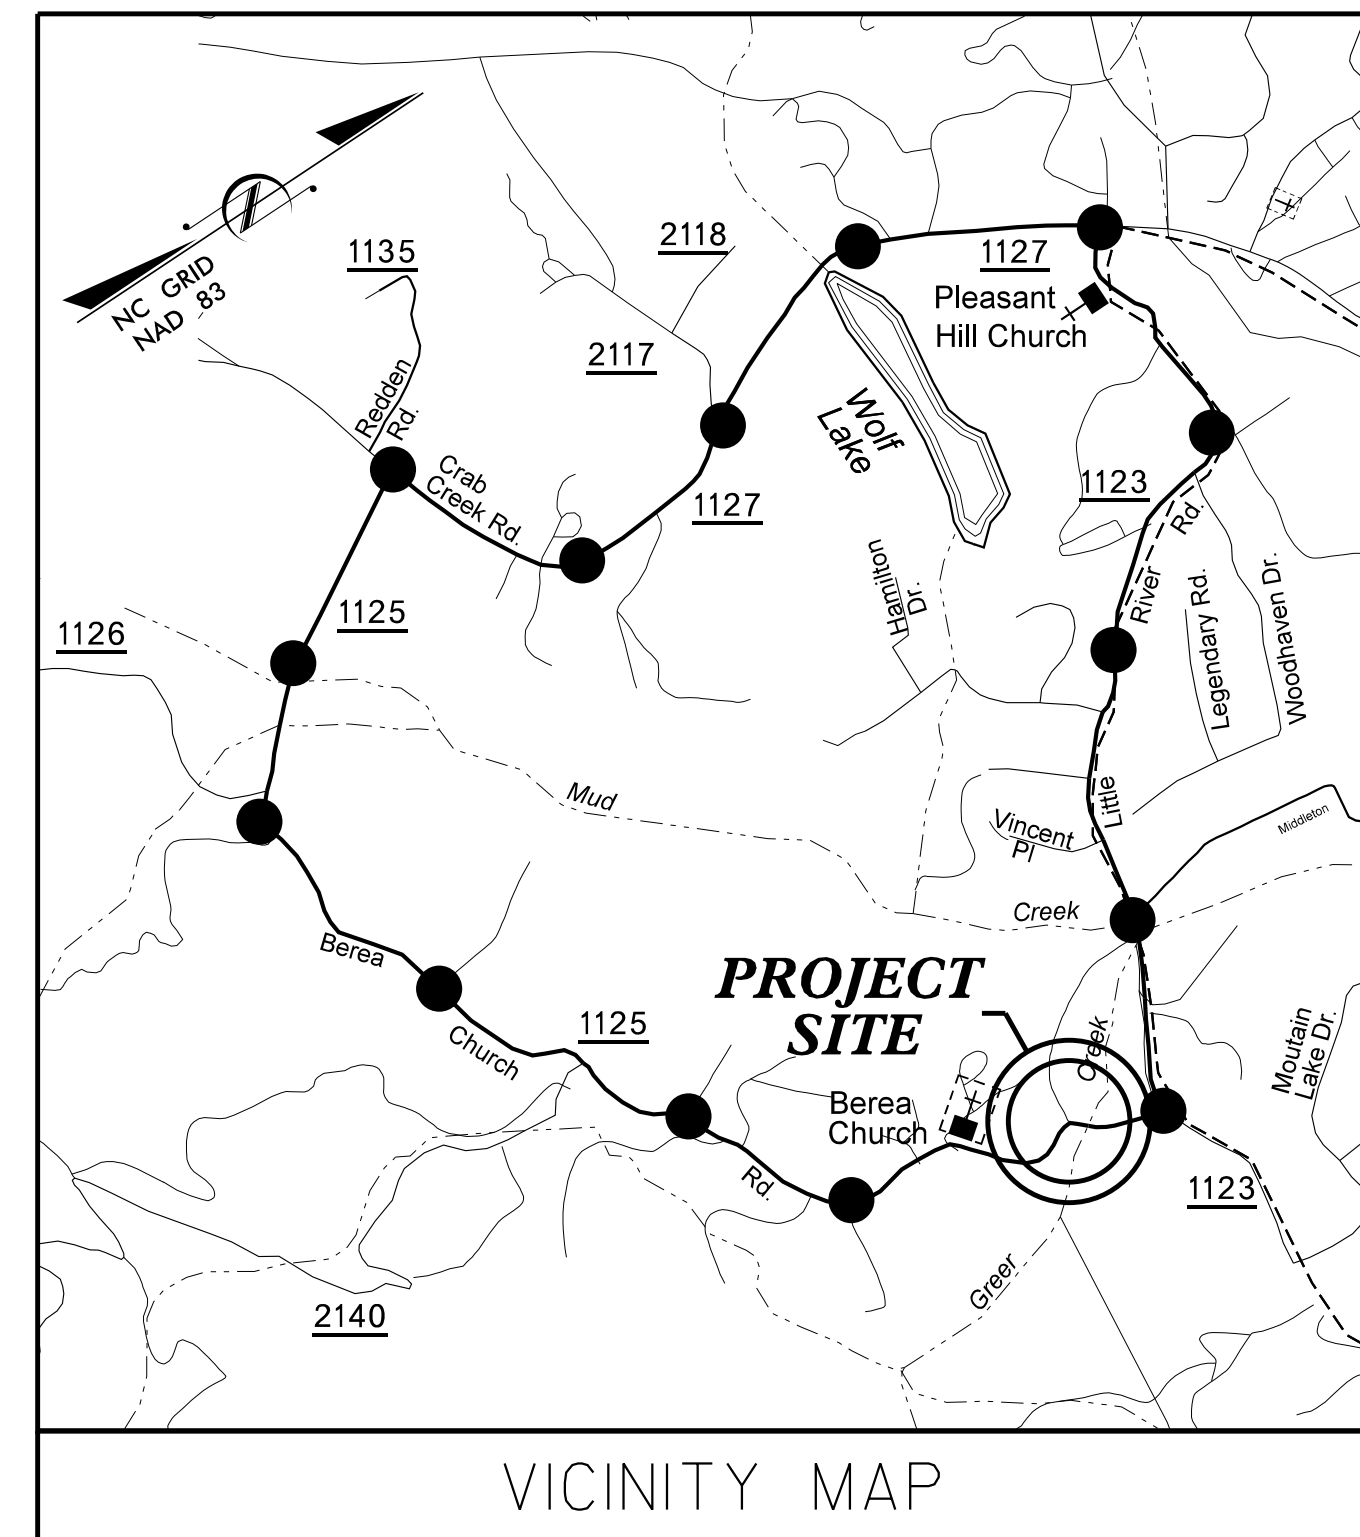 NC GRID
NAD 83
1135
2118
1127
Pleasant
Hill Church
2117
Redden
Rd.
Wolf
Lake
Crab
Creek Rd.
1127
1123
Rd.
River
Hamilton
Dr.
Legendary Rd.
Woodhaven Dr.
1125
1126
Mud
Little
Vincent
Pl
Middleton
Creek
Berea
PROJECT
SITE
Church
1125
Creek
Moutain
Lake Dr.
Berea
Church
Rd.
1123
Greer
2140
VICINITY MAP